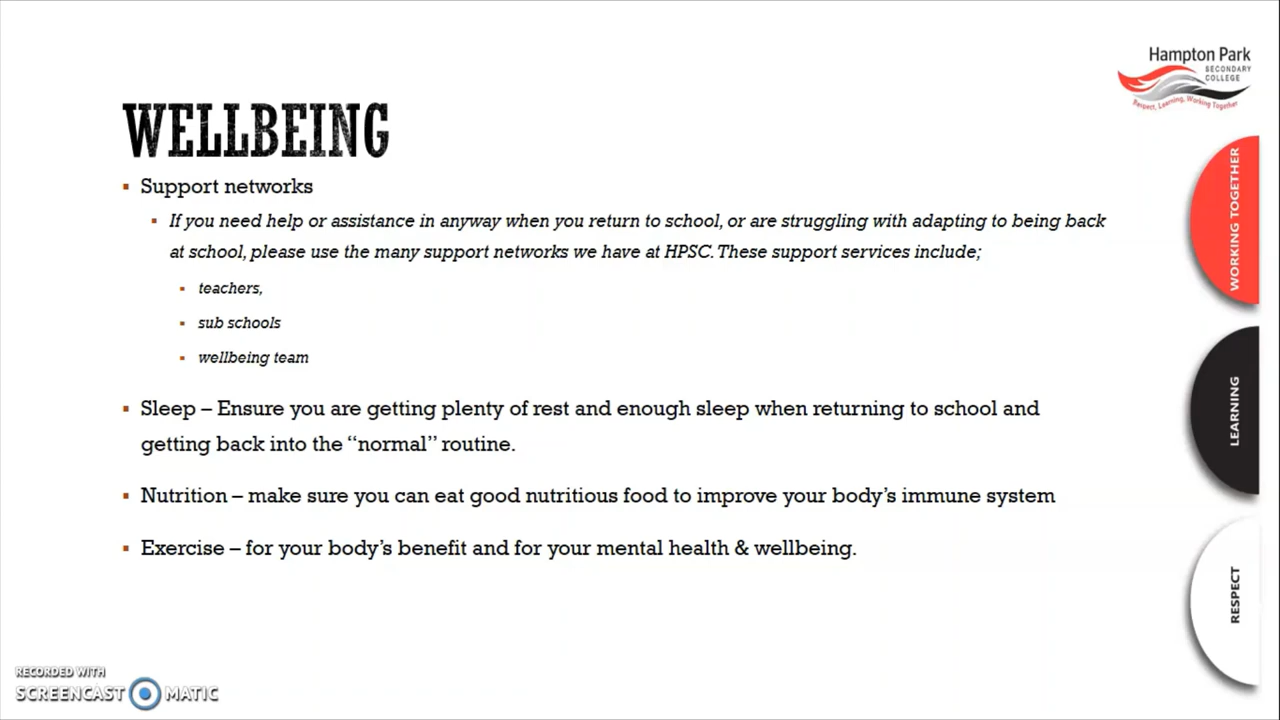 Hampton Park
SECONDARY
COLLEGE
Respect, Learning, Working Together
WELLBEING
Support networks
If you need help or assistance in anyway when you return to school, or are struggling with adapting to being back
at school, please use the many support networks we have at HPSC. These support services include;
teachers,
sub schools
wellbeing team
Sleep – Ensure you are getting plenty of rest and enough sleep when returning to school and
getting back into the “normal” routine.
Nutrition – make sure you can eat good nutritious food to improve your body’s immune system
Exercise – for your body’s benefit and for your mental health & wellbeing.
WORKING TOGETHER
LEARNING
RESPECT
RECORDED WITH
SCREENCAST MATIC